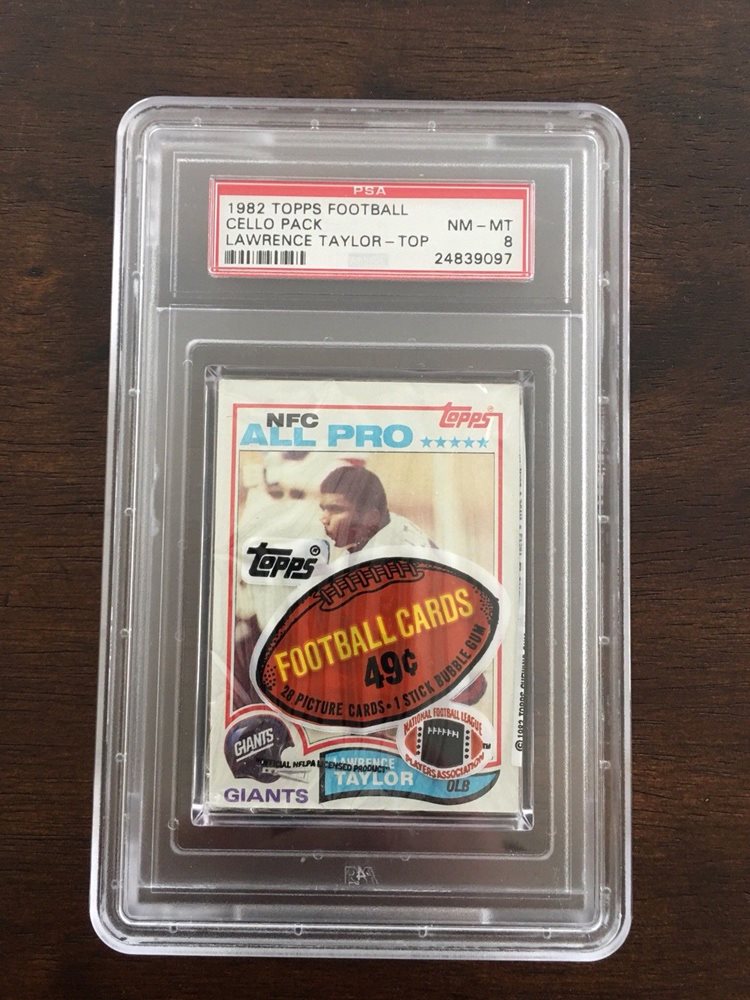 PSA
1982 TOPPS FOOTBALL
CELLO PACK NM - MT
LAWRENCE TAYLOR - TOP 8
24839097
topps
NFC
ALL PRO ★★★★★
topps
FOOTBALL CARDS
49¢
28 PICTURE CARDS • 1 STICK BUBBLE GUM
NATIONAL FOOTBALL LEAGUE
PLAYERS ASSOCIATION
TM
GIANTS
OFFICIAL NFLPA LICENSED PRODUCT
LAWRENCE
TAYLOR
OLB
GIANTS
PSA